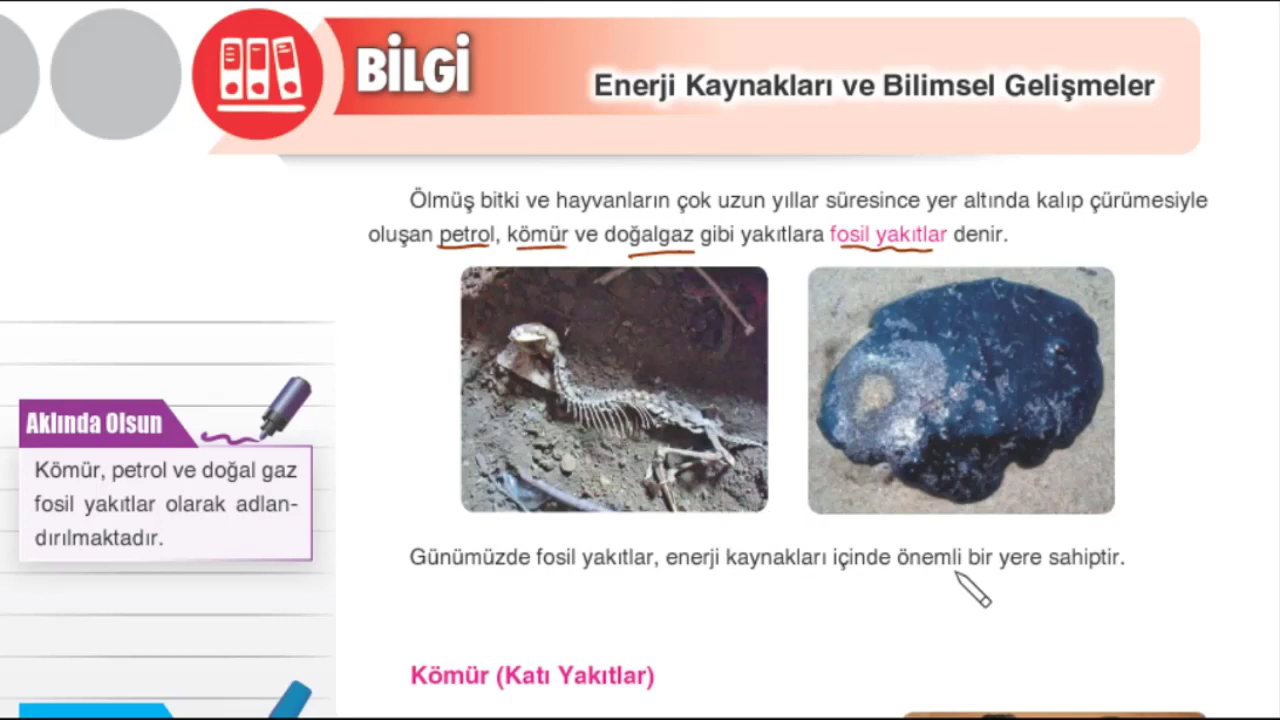 BİLGİ
Enerji Kaynakları ve Bilimsel Gelişmeler
Ölmüş bitki ve hayvanların çok uzun yıllar süresince yer altında kalıp çürümesiyle
oluşan petrol, kömür ve doğalgaz gibi yakıtlara fosil yakıtlar denir.
Aklında Olsun
Kömür, petrol ve doğal gaz
fosil yakıtlar olarak adlan-
dırılmaktadır.
Günümüzde fosil yakıtlar, enerji kaynakları içinde önemli bir yere sahiptir.
Kömür (Katı Yakıtlar)